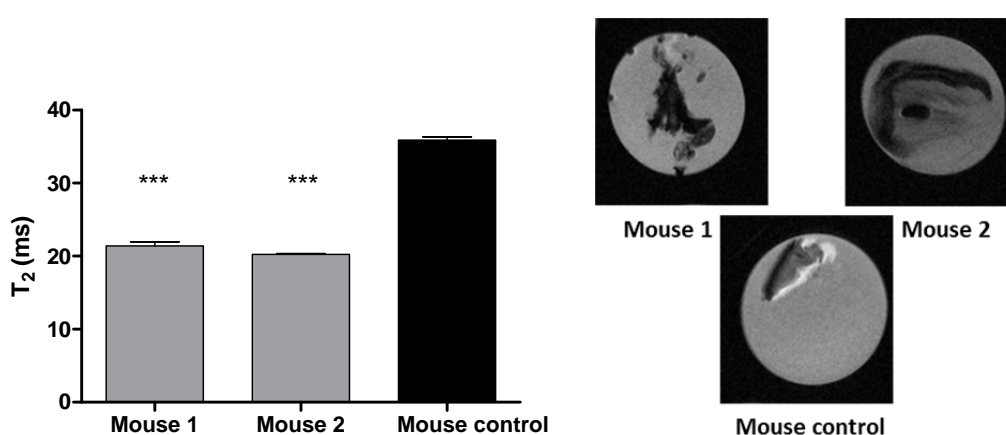 40
30
20
10
0
T2 (ms)
***
***
Mouse 1
Mouse 2
Mouse control
Mouse 1
Mouse 2
Mouse control